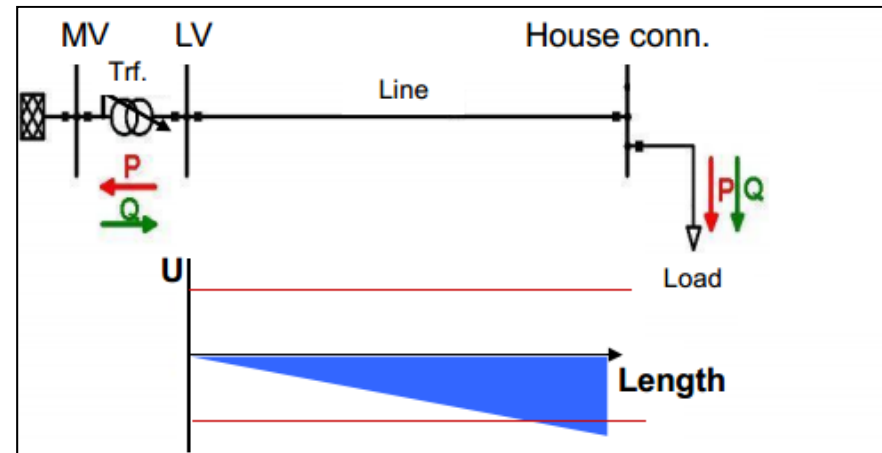 MV LV House conn.
Trf.
Line
P
Q
P Q
Load
U
Length